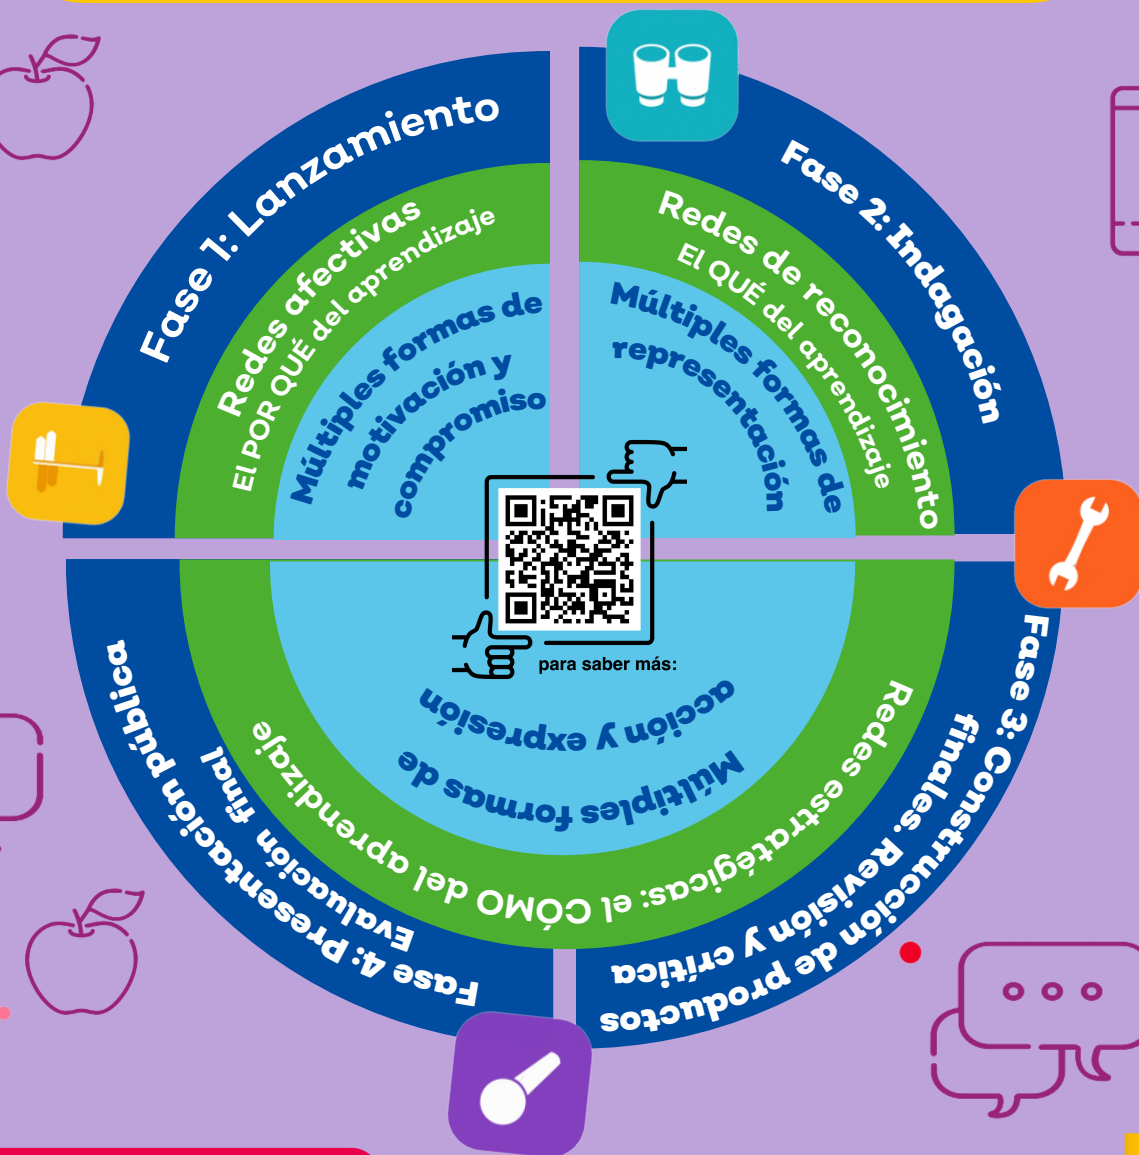 Fase 1: Lanzamiento
Redes afectivas
El POR QUÉ del aprendizaje
Múltiples formas de
motivación y
compromiso
Fase 2: Indagación
Redes de reconocimiento
El QUÉ del aprendizaje
Múltiples formas de
representación
para saber más:
Fase 3: Construcción de productos
finales. Revisión y crítica
Redes estratégicas: el CÓMO del aprendizaje
Múltiples formas de
acción y expresión
Fase 4: Presentación pública
Evaluación final